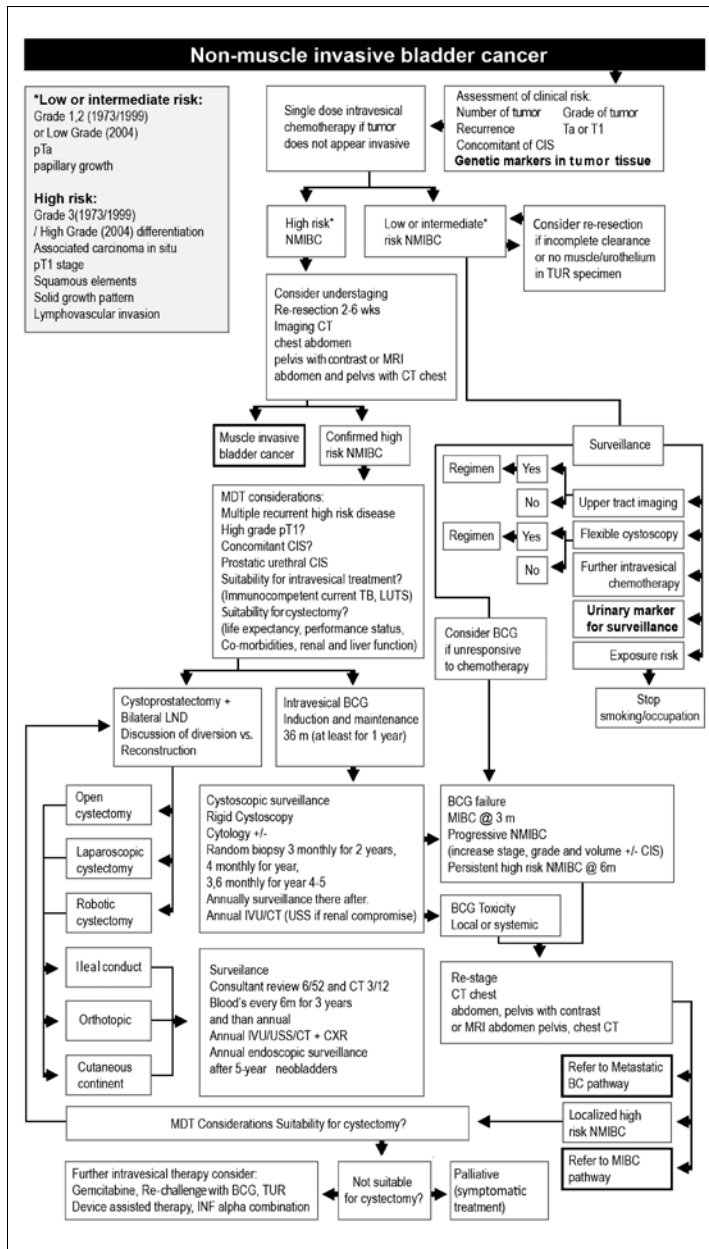 Non-muscle invasive bladder cancer
*Low or intermediate risk:
Grade 1,2 (1973/1999)
or Low Grade (2004)
pTa
papillary growth
High risk:
Grade 3(1973/1999)
/ High Grade (2004) differentiation
Associated carcinoma in situ
pT1 stage
Squamous elements
Solid growth pattern
Lymphovascular invasion
Single dose intravesical
chemotherapy if tumor
does not appear invasive
Assessment of clinical risk:
Number of tumor Grade of tumor
Recurrence Ta or T1
Concomitant of CIS
Genetic markers in tumor tissue
High risk*
NMIBC
Low or intermediate*
risk NMIBC
Consider re-resection
if incomplete clearance
or no muscle/urothelium
in TUR specimen
Consider understaging
Re-resection 2-6 wks
Imaging CT
chest abdomen
pelvis with contrast or MRI
abdomen and pelvis with CT chest
Muscle invasive
bladder cancer
Confirmed high
risk NMIBC
Surveillance
Regimen
Yes
No
Upper tract imaging
Regimen
Yes
No
Flexible cystoscopy
Further intravesical
chemotherapy
Urinary marker
for surveillance
Exposure risk
Stop
smoking/occupation
MDT considerations:
Multiple recurrent high risk disease
High grade pT1?
Concomitant CIS?
Prostatic urethral CIS
Suitability for intravesical treatment?
(Immunocompetent current TB, LUTS)
Suitability for cystectomy?
(life expectancy, performance status,
Co-morbidities, renal and liver function)
Consider BCG
if unresponsive
to chemotherapy
Cystoprostatectomy +
Bilateral LND
Discussion of diversion vs.
Reconstruction
Intravesical BCG
Induction and maintenance
36 m (at least for 1 year)
Open
cystectomy
Laparoscopic
cystectomy
Robotic
cystectomy
Ileal conduct
Orthotopic
Cutaneous
continent
Cystoscopic surveillance
Rigid Cystoscopy
Cytology +/-
Random biopsy 3 monthly for 2 years,
4 monthly for year,
3,6 monthly for year 4-5
Annually surveillance there after.
Annual IVU/CT (USS if renal compromise)
BCG failure
MIBC @ 3 m
Progressive NMIBC
(increase stage, grade and volume +/- CIS)
Persistent high risk NMIBC @ 6m
BCG Toxicity
Local or systemic
Surveilance
Consultant review 6/52 and CT 3/12
Blood's every 6m for 3 years
and than annual
Annual IVU/USS/CT + CXR
Annual endoscopic surveillance
after 5-year neobladders
Re-stage
CT chest
abdomen, pelvis with contrast
or MRI abdomen pelvis, chest CT
Refer to Metastatic
BC pathway
Localized high
risk NMIBC
Refer to MIBC
pathway
MDT Considerations Suitability for cystectomy?
Further intravesical therapy consider:
Gemcitabine, Re-challenge with BCG, TUR
Device assisted therapy, INF alpha combination
Not suitable
for cystectomy?
Palliative
(symptomatic
treatment)